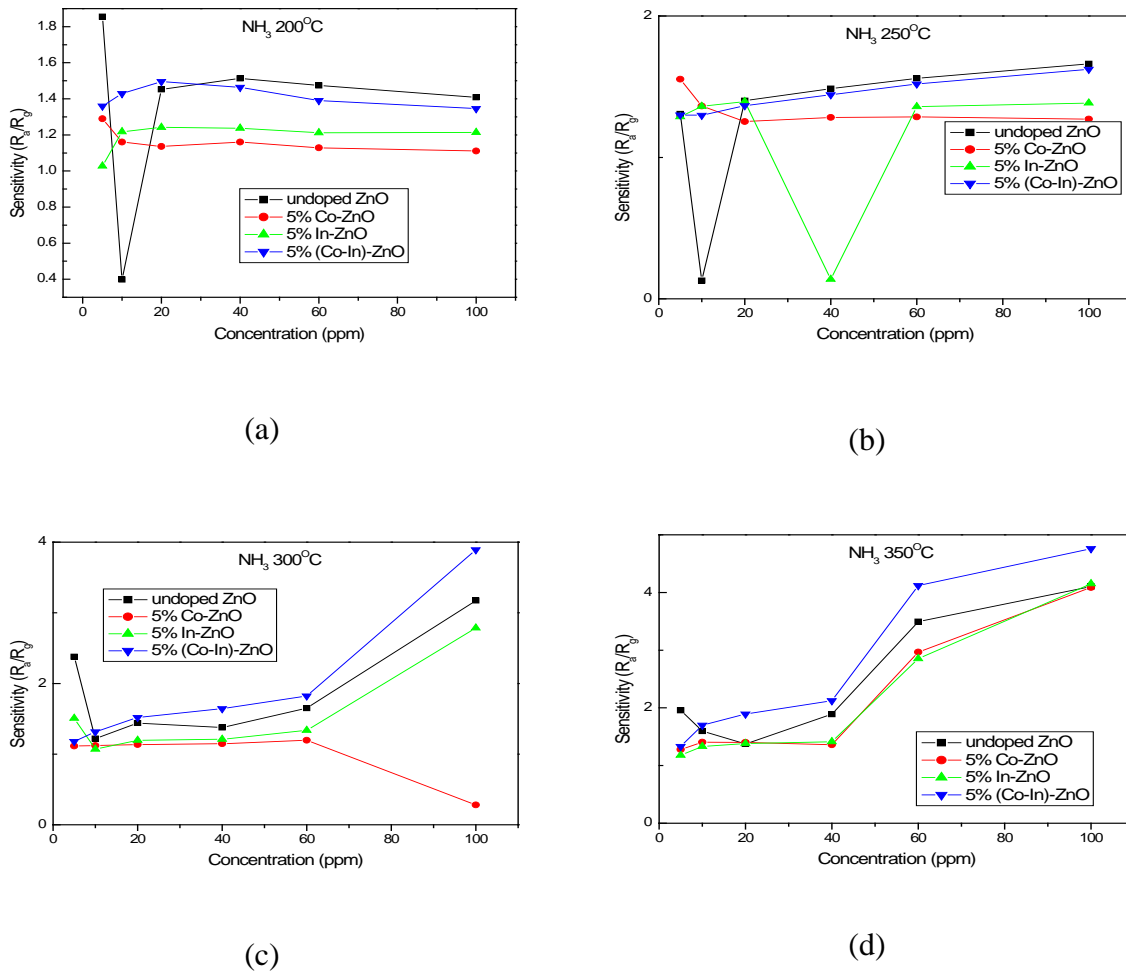 NH3 200OC
1.8
1.6
1.4
1.2
1.0
0.8
0.6
0.4
Sensitivity (Ra/Rg)
undoped ZnO
5% Co-ZnO
5% In-ZnO
5% (Co-In)-ZnO
0 20 40 60 80 100
Concentration (ppm)
(a)
NH3 250OC
2
0
Sensitivity (Ra/Rg)
undoped ZnO
5% Co-ZnO
5% In-ZnO
5% (Co-In)-ZnO
0 20 40 60 80 100
Concentration (ppm)
(b)
NH3 300OC
4
2
0
Sensitivity (Ra/Rg)
undoped ZnO
5% Co-ZnO
5% In-ZnO
5% (Co-In)-ZnO
0 20 40 60 80 100
Concentration (ppm)
(c)
NH3 350OC
4
2
0
Sensitivity (Ra/Rg)
undoped ZnO
5% Co-ZnO
5% In-ZnO
5% (Co-In)-ZnO
0 20 40 60 80 100
Concentration (ppm)
(d)